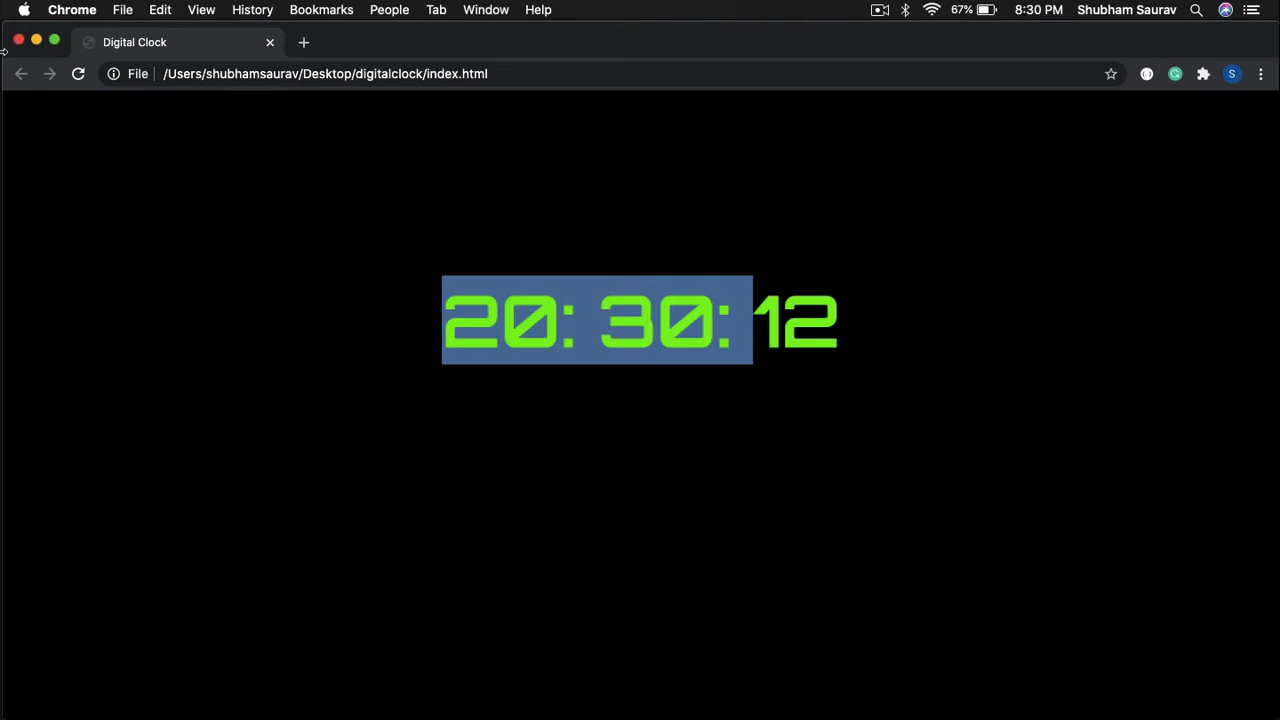 Chrome File Edit View History Bookmarks People Tab Window Help 67% 8:30 PM Shubham Saurav
Digital Clock
File /Users/shubhamsaurav/Desktop/digitalclock/index.html S
20: 30: 12